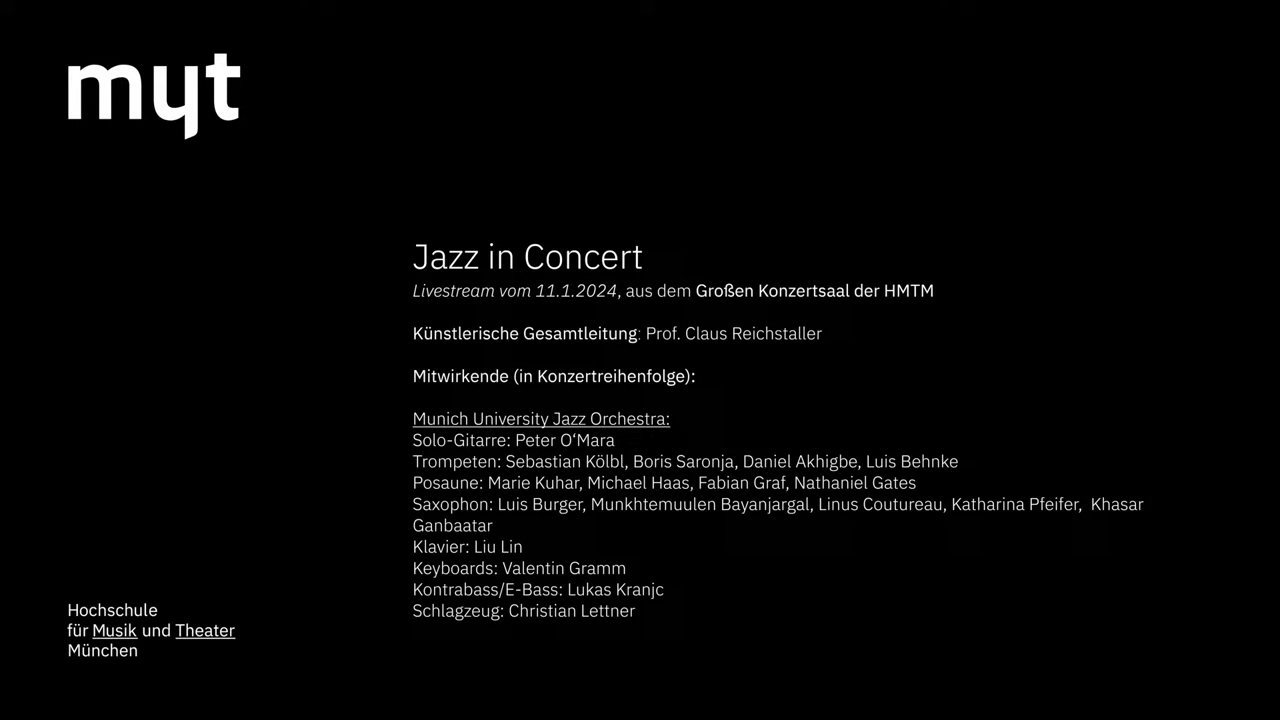 myt
Jazz in Concert
Livestream vom 11.1.2024, aus dem Großen Konzertsaal der HMTM
Künstlerische Gesamtleitung: Prof. Claus Reichstaller
Mitwirkende (in Konzertreihenfolge):
Munich University Jazz Orchestra:
Solo-Gitarre: Peter O‘Mara
Trompeten: Sebastian Kölbl, Boris Saronja, Daniel Akhigbe, Luis Behnke
Posaune: Marie Kuhar, Michael Haas, Fabian Graf, Nathaniel Gates
Saxophon: Luis Burger, Munkhtemuulen Bayanjargal, Linus Coutureau, Katharina Pfeifer,  Khasar
Ganbaatar
Klavier: Liu Lin
Keyboards: Valentin Gramm
Kontrabass/E-Bass: Lukas Kranjc
Schlagzeug: Christian Lettner
Hochschule
für Musik und Theater
München